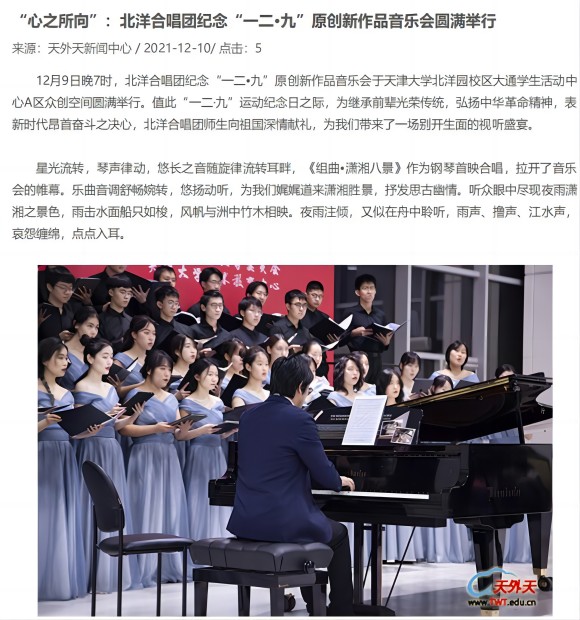 “心之所向”：北洋合唱团纪念“一二•九”原创新作品音乐会圆满举行
来源：天外天新闻中心 / 2021-12-10/ 点击：5
12月9日晚7时，北洋合唱团纪念“一二·九”原创新作品音乐会于天津大学北洋园校区大通学生活动中
心A区众创空间圆满举行。值此“一二·九”运动纪念日之际，为继承前辈光荣传统，弘扬中华革命精神，表
新时代昂首奋斗之决心，北洋合唱团师生向祖国深情献礼，为我们带来了一场别开生面的视听盛宴。
星光流转，琴声律动，悠长之音随旋律流转耳畔，《组曲•潇湘八景》作为钢琴首映合唱，拉开了音乐
会的帷幕。乐曲音调舒畅婉转，悠扬动听，为我们娓娓道来潇湘胜景，抒发思古幽情。听众眼中尽现夜雨潇
湘之景色，雨击水面船只如梭，风帆与洲中竹木相映。夜雨注倾，又似在舟中聆听，雨声、撸声、江水声，
哀怨缠绵，点点入耳。
天外天
www.TWT.edu.cn